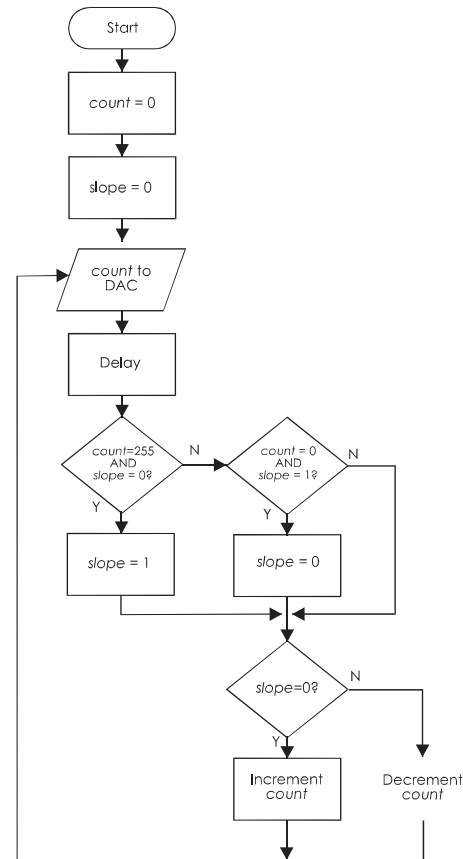 Start
count = 0
slope = 0
count to
DAC
Delay
count=255
AND
slope = 0?
N
Y
count = 0
AND
slope = 1?
N
Y
slope = 1
slope = 0
slope=0?
N
Y
Increment
count
Decrement
count